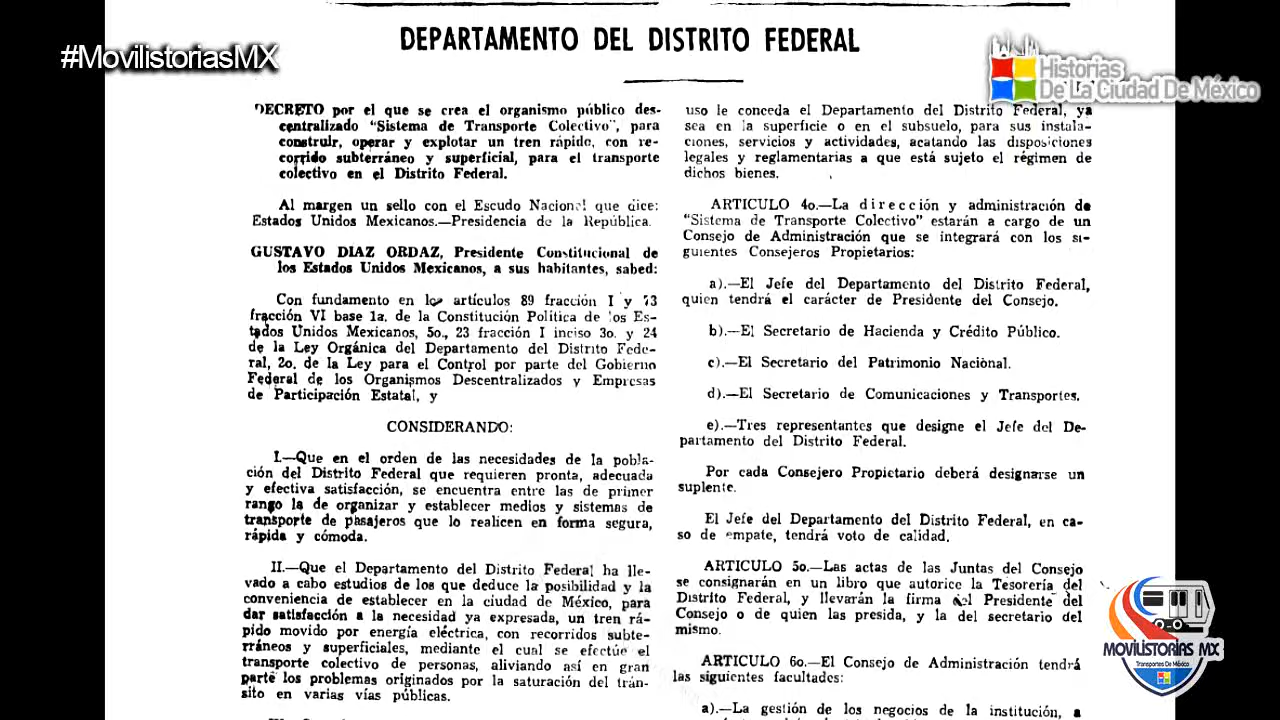 #MovilistoriasMX
Historias
De La Ciudad De México
DEPARTAMENTO DEL DISTRITO FEDERAL
DECRETO por el que se crea el organismo público des-
centralizado "Sistema de Transporte Colectivo", para
construir, operar y explotar un tren rápido, con re-
corrido subterráneo y superficial, para el transporte
colectivo en el Distrito Federal.
Al margen un sello con el Escudo Nacional que dice:
Estados Unidos Mexicanos.—Presidencia de la República.
GUSTAVO DIAZ ORDAZ, Presidente Constitucional de
los Estados Unidos Mexicanos, a sus habitantes, sabed:
Con fundamento en los artículos 89 fracción I y 73
fracción VI base 1a. de la Constitución Política de los Es-
tados Unidos Mexicanos, 5o., 23 fracción I inciso 3o. y 24
de la Ley Orgánica del Departamento del Distrito Fede-
ral, 2o. de la Ley para el Control por parte del Gobierno
Federal de los Organismos Descentralizados y Empresas
de Participación Estatal, y
CONSIDERANDO:
I.—Que en el orden de las necesidades de la pobla-
ción del Distrito Federal que requieren pronta, adecuada
y efectiva satisfacción, se encuentra entre las de primer
rango la de organizar y establecer medios y sistemas de
transporte de pasajeros que lo realicen en forma segura,
rápida y cómoda.
II.—Que el Departamento del Distrito Federal ha lle-
vado a cabo estudios de los que deduce la posibilidad y la
conveniencia de establecer en la ciudad de México, para
dar satisfacción a la necesidad ya expresada, un tren rá-
pido movido por energía eléctrica, con recorridos subte-
rráneos y superficiales, mediante el cual se efectúe el
transporte colectivo de personas, aliviando así en gran
parte los problemas originados por la saturación del trán-
sito en varias vías públicas.
uso le conceda el Departamento del Distrito Federal, ya
sea en la superficie o en el subsuelo, para sus instala-
ciones, servicios y actividades, acatando las disposiciones
legales y reglamentarias a que está sujeto el régimen de
dichos bienes.
ARTICULO 4o.—La dirección y administración de
"Sistema de Transporte Colectivo" estarán a cargo de un
Consejo de Administración que se integrará con los si-
guientes Consejeros Propietarios:
a).—El Jefe del Departamento del Distrito Federal,
quien tendrá el carácter de Presidente del Consejo.
b).—El Secretario de Hacienda y Crédito Público.
c).—El Secretario del Patrimonio Nacional.
d).—El Secretario de Comunicaciones y Transportes.
e).—Tres representantes que designe el Jefe del De-
partamento del Distrito Federal.
Por cada Consejero Propietario deberá designarse un
suplente.
El Jefe del Departamento del Distrito Federal, en ca-
so de empate, tendrá voto de calidad.
ARTICULO 5o.—Las actas de las Juntas del Consejo
se consignarán en un libro que autorice la Tesorería del
Distrito Federal, y llevarán la firma del Presidente del
Consejo o de quien las presida, y la del secretario del
mismo.
ARTICULO 6o.—El Consejo de Administración tendrá
las siguientes facultades:
a).—La gestión de los negocios de la institución, a
MOVILISTORIAS MX
Transportes De México